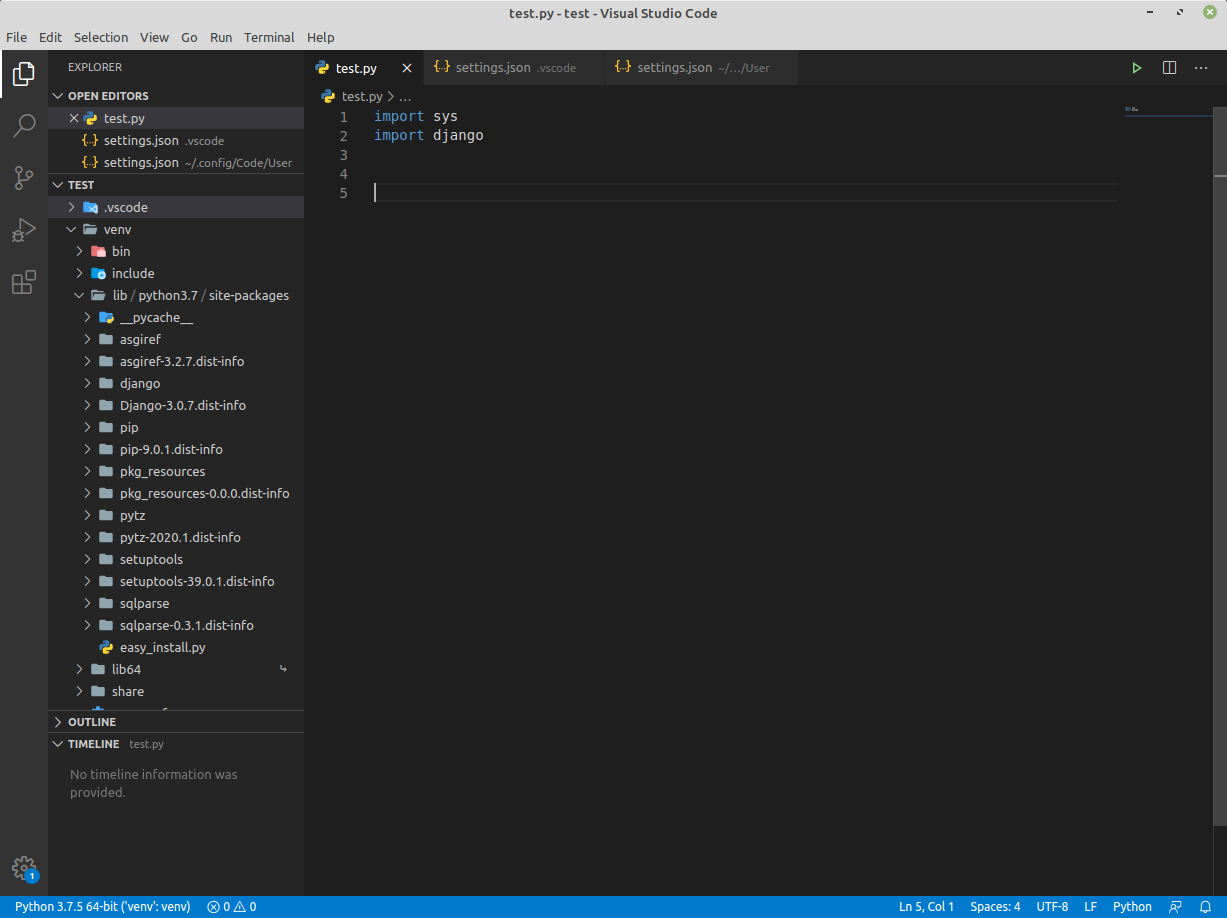 test.py - test - Visual Studio Code
File Edit Selection View Go Run Terminal Help
EXPLORER
OPEN EDITORS
test.py
settings.json .vscode
settings.json ~/.config/Code/User
TEST
.vscode
venv
bin
include
lib / python3.7 / site-packages
__pycache__
asgiref
asgiref-3.2.7.dist-info
django
Django-3.0.7.dist-info
pip
pip-9.0.1.dist-info
pkg_resources
pkg_resources-0.0.0.dist-info
pytz
pytz-2020.1.dist-info
setuptools
setuptools-39.0.1.dist-info
sqlparse
sqlparse-0.3.1.dist-info
easy_install.py
lib64
share
OUTLINE
TIMELINE test.py
No timeline information was
provided.
1
test.py settings.json .vscode settings.json ~/.../User
test.py > ...
1 import sys
2 import django
3
4
5
Python 3.7.5 64-bit ('venv': venv) 0 0 Ln 5, Col 1 Spaces: 4 UTF-8 LF Python